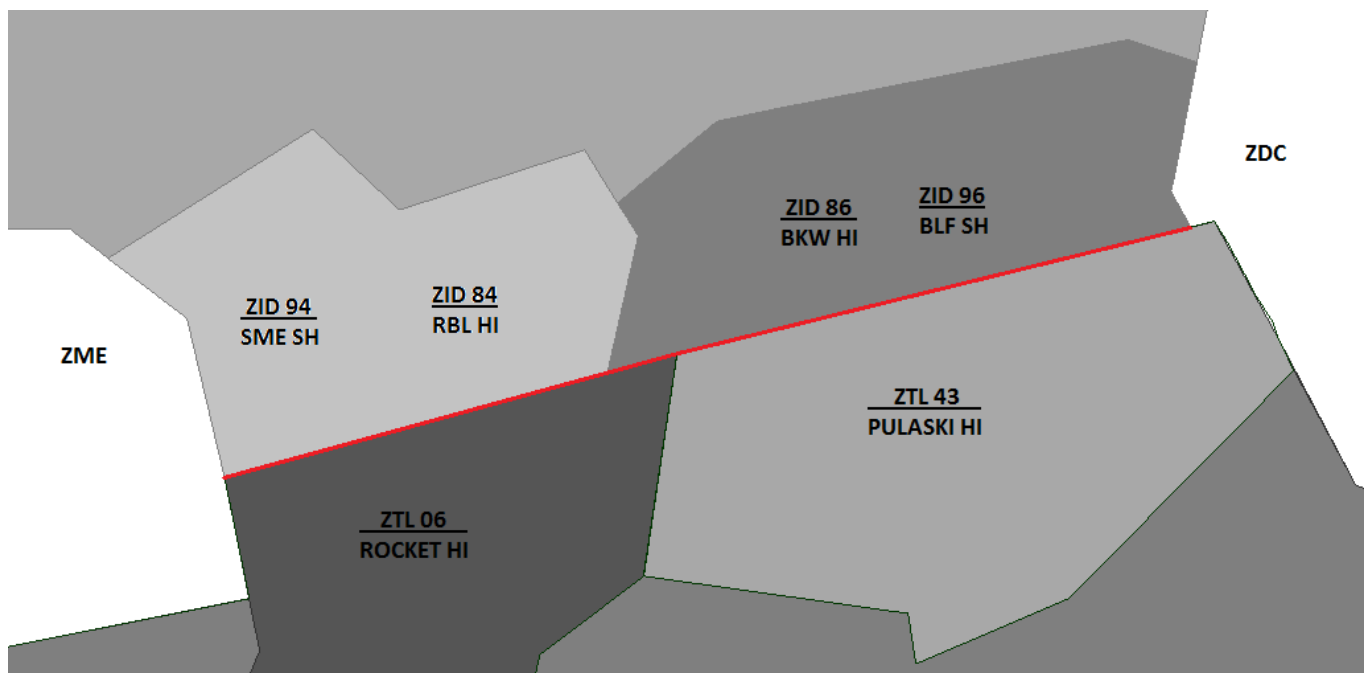 ZDC
ZID 86
BKW HI
ZID 96
BLF SH
ZID 94
SME SH
ZID 84
RBL HI
ZME
ZTL 43
PULASKI HI
ZTL 06
ROCKET HI